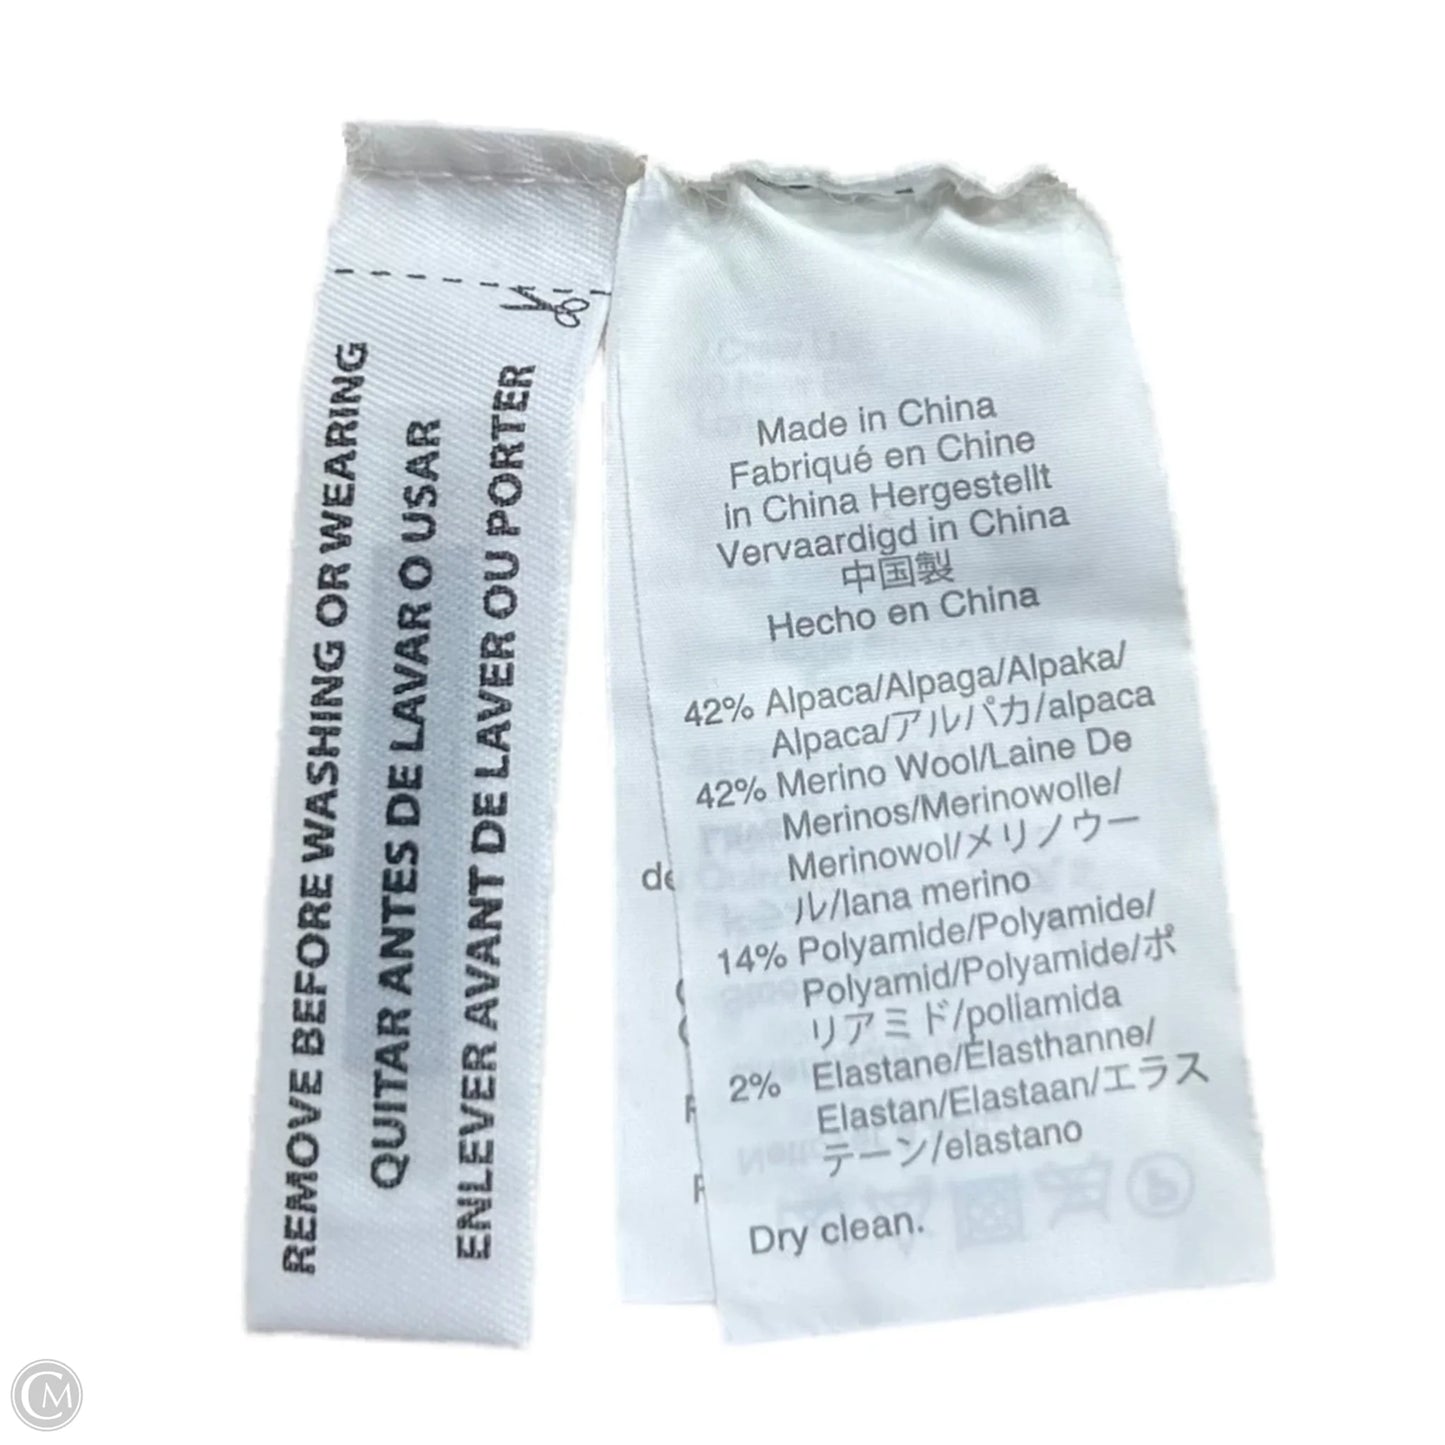 REMOVE BEFORE WASHING OR WEARING
QUITAR ANTES DE LAVAR O USAR
ENLEVER AVANT DE LAVER OU PORTER
Made in China
Fabriqué en Chine
in China Hergestellt
Vervaardigd in China
中国製
Hecho en China
42% Alpaca/Alpaga/Alpaka/
Alpaca/アルパカ/alpaca
42% Merino Wool/Laine De
Merinos/Merinowolle/
Merinowol/メリノウー
ル/lana merino
14% Polyamide/Polyamide/
Polyamid/Polyamide/ポ
リアミド/poliamida
2% Elastane/Élasthanne/
Elastan/Elastaan/エラス
テーン/elastano
Dry clean.
CM